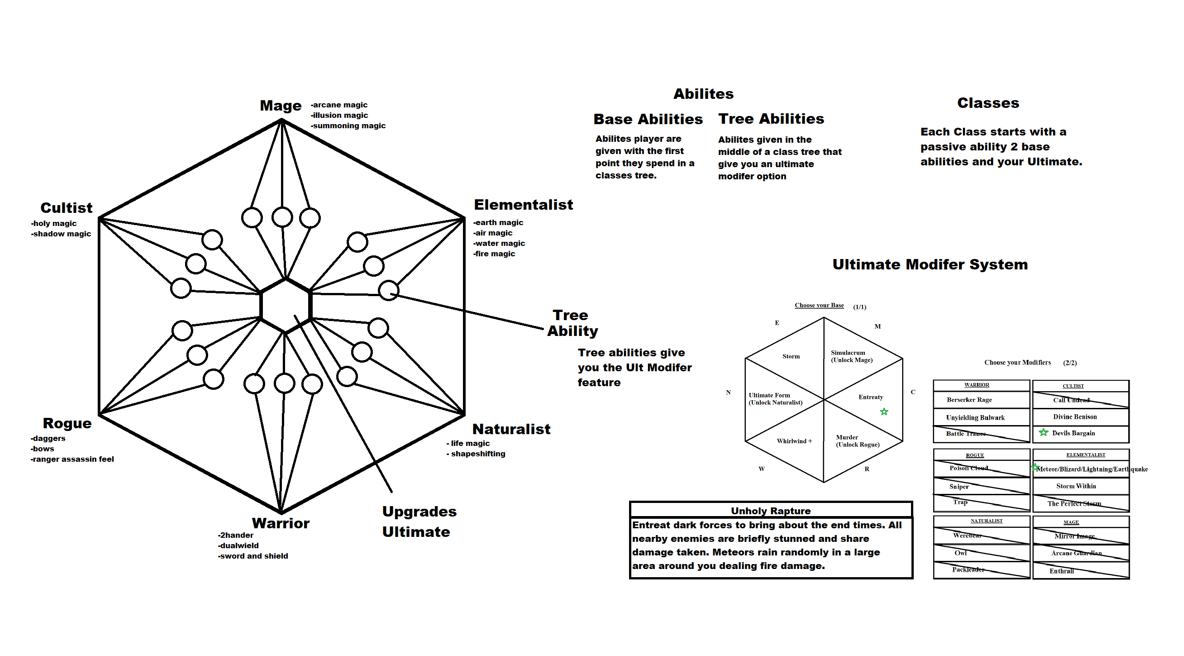 Mage
-arcane magic
-illusion magic
-summoning magic
Cultist
-holy magic
-shadow magic
Elementalist
-earth magic
-air magic
-water magic
-fire magic
Tree
Ability
Rogue
-daggers
-bows
-ranger assassin feel
Naturalist
- life magic
- shapeshifting
Warrior
-2hander
-dualwield
-sword and shield
Upgrades
Ultimate
Abilites
Base Abilities
Abilites player are
given with the first
point they spend in a
classes tree.
Tree Abilities
Abilites given in the
middle of a class tree that
give you an ultimate
modifer option
Classes
Each Class starts with a
passive ability 2 base
abilities and your Ultimate.
Tree abilities give
you the Ult Modifer
feature
Ultimate Modifer System
Choose your Base (1/1)
E
M
Storm
Simulacrum
(Unlock Mage)
N
Ultimate Form
(Unlock Naturalist)
Entreaty
C
Whirlwind +
Murder
(Unlock Rogue)
W
R
Choose your Modifiers (2/2)
WARRIOR
Berserker Rage
Unyielding Bulwark
Battle Trance
CULTIST
Call Undead
Divine Benison
Devils Bargain
ROGUE
Poison Cloud
Sniper
Trap
ELEMENTALIST
Meteor/Blizard/Lightning/Earthquake
Storm Within
The Perfect Storm
NATURALIST
Werebear
Owl
Packleader
MAGE
Mirror Image
Arcane Guardian
Enthrall
Unholy Rapture
Entreat dark forces to bring about the end times. All
nearby enemies are briefly stunned and share
damage taken. Meteors rain randomly in a large
area around you dealing fire damage.